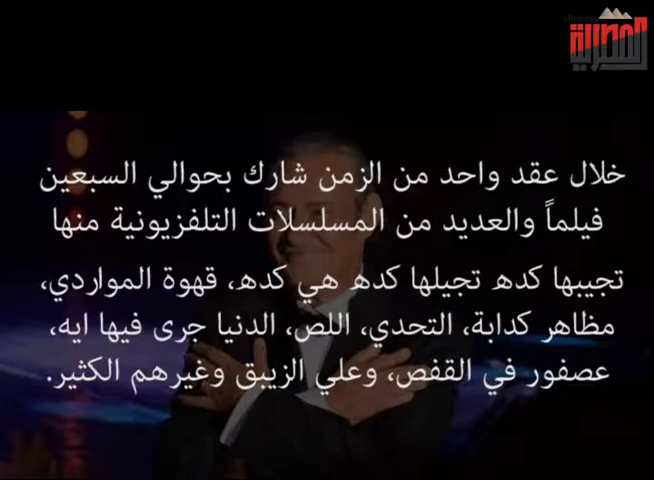 المصرية
خلال عقد واحد من الزمن شارك بحوالي السبعين
فيلماً والعديد من المسلسلات التلفزيونية منها
تجيبها كده تجيلها كده هي كده، قهوة المواردي،
مظاهر كدابة، التحدي، اللص، الدنيا جرى فيها ايه،
عصفور في القفص، وعلي الزيبق وغيرهم الكثير.